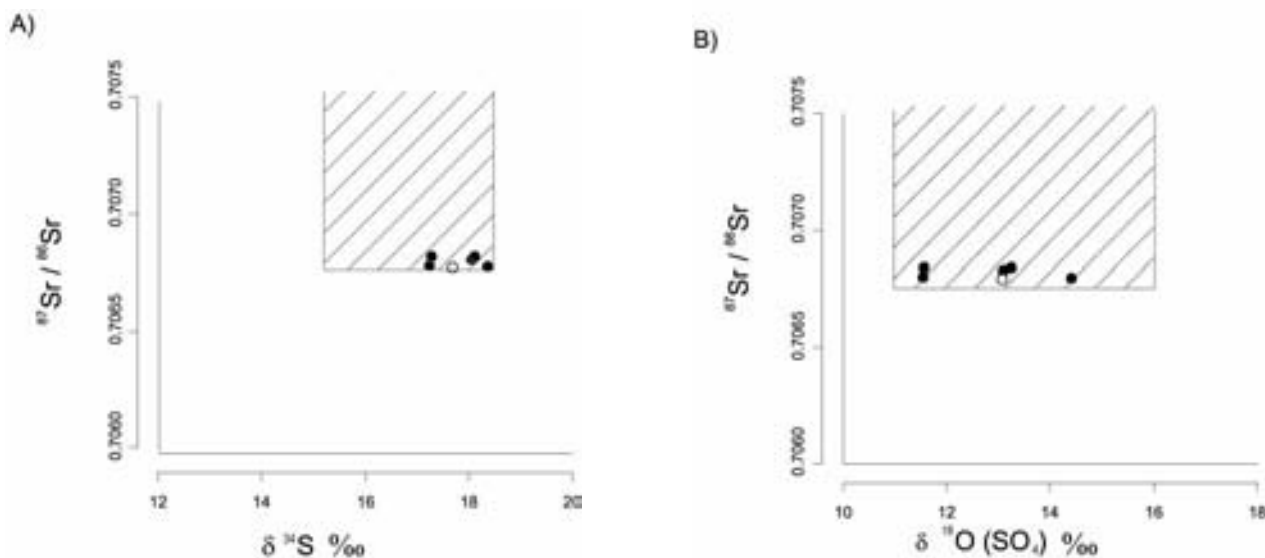 A)
0.7075
0.7070
0.7065
0.7060
⁸⁷Sr / ⁸⁶Sr
12 14 16 18 20
δ ³⁴S ‰
B)
0.7075
0.7070
0.7065
0.7060
⁸⁷Sr / ⁸⁶Sr
10 12 14 16 18
δ ¹⁸O (SO₄) ‰